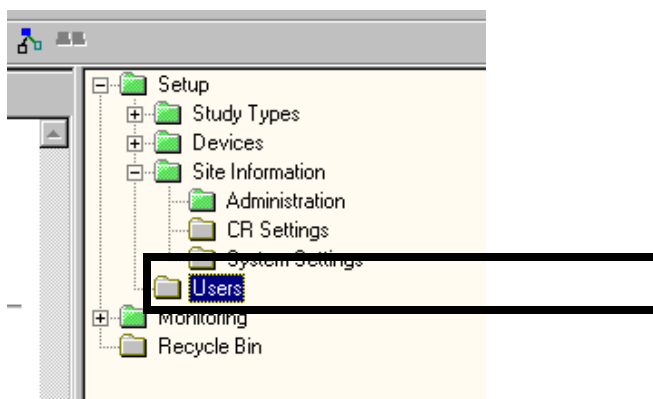 Setup
Study Types
Devices
Site Information
Administration
CR Settings
System Settings
Users
Monitoring
Recycle Bin